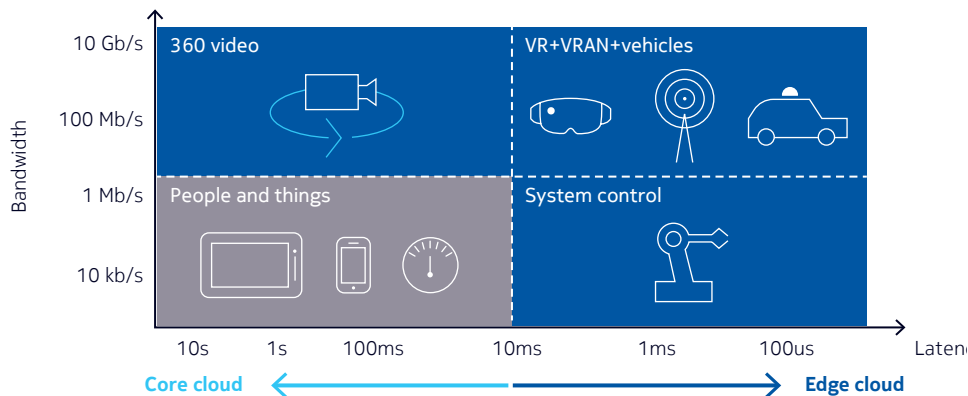 10 Gb/s
360 video
VR+VRAN+vehicles
100 Mb/s
Bandwidth
1 Mb/s
People and things
System control
10 kb/s
10s 1s 100ms 10ms 1ms 100us Latenc
Core cloud Edge cloud